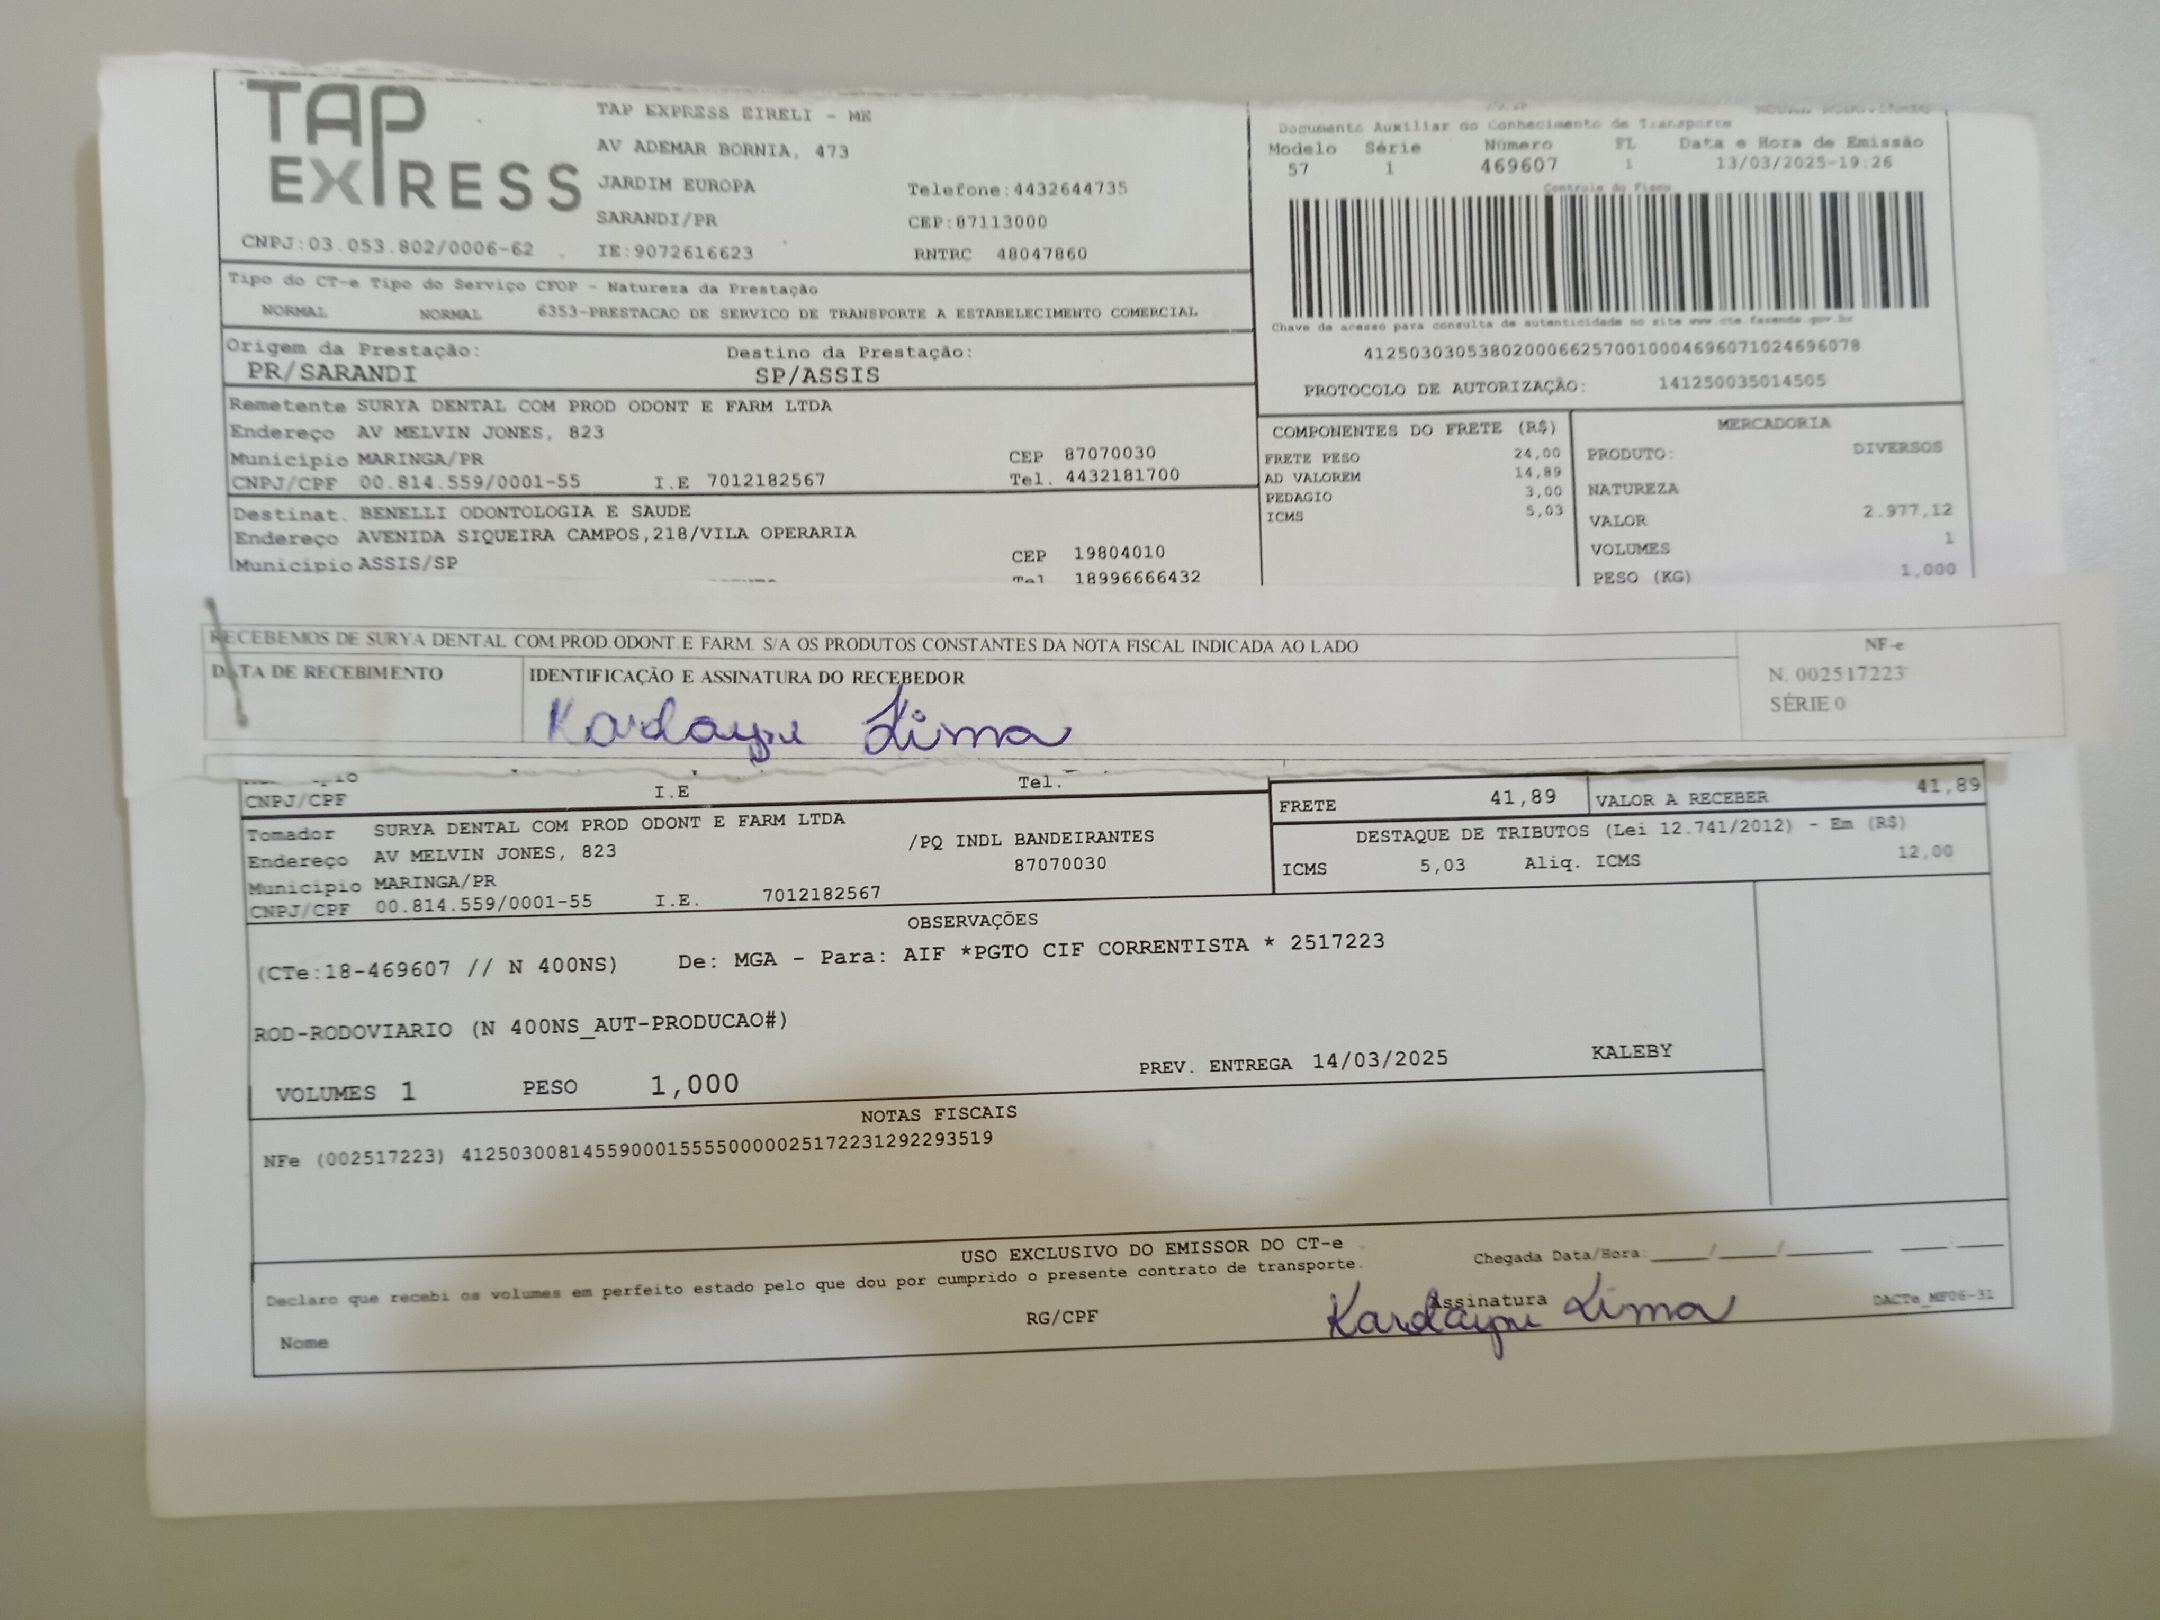 TAP
EXPRESS
TAP EXPRESS EIRELI - ME
AV ADEMAR BORNIA, 473
JARDIM EUROPA Telefone:4432644735
SARANDI/PR CEP:87113000
CNPJ:03.053.802/0006-62 IE:9072616623 RNTRC 48047860
Documento Auxiliar do Conhecimento de Transporte
Modelo Série Número FL Data e Hora de Emissão
57 1 469607 1 13/03/2025-19:26
Controle do Fisco
Chave de acesso para consulta de autenticidade no site www.cte.fazenda.gov.br
41250303053802000662570010004696071024696078
PROTOCOLO DE AUTORIZAÇÃO: 141250035014505
Tipo do CT-e Tipo do Serviço CFOP - Natureza da Prestação
NORMAL NORMAL 6353-PRESTACAO DE SERVICO DE TRANSPORTE A ESTABELECIMENTO COMERCIAL
Origem da Prestação: Destino da Prestação:
PR/SARANDI SP/ASSIS
Remetente SURYA DENTAL COM PROD ODONT E FARM LTDA
Endereço AV MELVIN JONES, 823
Municipio MARINGA/PR CEP 87070030
CNPJ/CPF 00.814.559/0001-55 I.E 7012182567 Tel. 4432181700
Destinat. BENELLI ODONTOLOGIA E SAUDE
Endereço AVENIDA SIQUEIRA CAMPOS,218/VILA OPERARIA
Municipio ASSIS/SP CEP 19804010
Tel 18996666432
COMPONENTES DO FRETE (R$)
FRETE PESO 24,00
AD VALOREM 14,89
PEDAGIO 3,00
ICMS 5,03
MERCADORIA
PRODUTO: DIVERSOS
NATUREZA
VALOR 2.977,12
VOLUMES 1
PESO (KG) 1,000
RECEBEMOS DE SURYA DENTAL COM.PROD.ODONT.E FARM. S/A OS PRODUTOS CONSTANTES DA NOTA FISCAL INDICADA AO LADO
DATA DE RECEBIMENTO IDENTIFICAÇÃO E ASSINATURA DO RECEBEDOR
NF-e
N. 002517223
SÉRIE 0
Lima
CNPJ/CPF I.E Tel.
FRETE 41,89 VALOR A RECEBER 41,89
Tomador SURYA DENTAL COM PROD ODONT E FARM LTDA
Endereço AV MELVIN JONES, 823 /PQ INDL BANDEIRANTES
Municipio MARINGA/PR 87070030
CNPJ/CPF 00.814.559/0001-55 I.E. 7012182567
DESTAQUE DE TRIBUTOS (Lei 12.741/2012) - Em (R$)
ICMS 5,03 Aliq. ICMS 12,00
OBSERVAÇÕES
(CTe:18-469607 // N 400NS) De: MGA - Para: AIF *PGTO CIF CORRENTISTA * 2517223
ROD-RODOVIARIO (N 400NS_AUT-PRODUCAO#)
VOLUMES 1 PESO 1,000 PREV. ENTREGA 14/03/2025 KALEBY
NOTAS FISCAIS
NFe (002517223) 41250300814559000155550000025172231292293519
USO EXCLUSIVO DO EMISSOR DO CT-e
Declaro que recebi os volumes em perfeito estado pelo que dou por cumprido o presente contrato de transporte. Chegada Data/Hora:____/____/______ ___:___
Nome RG/CPF Assinatura DACTe_MF06-31
Lima